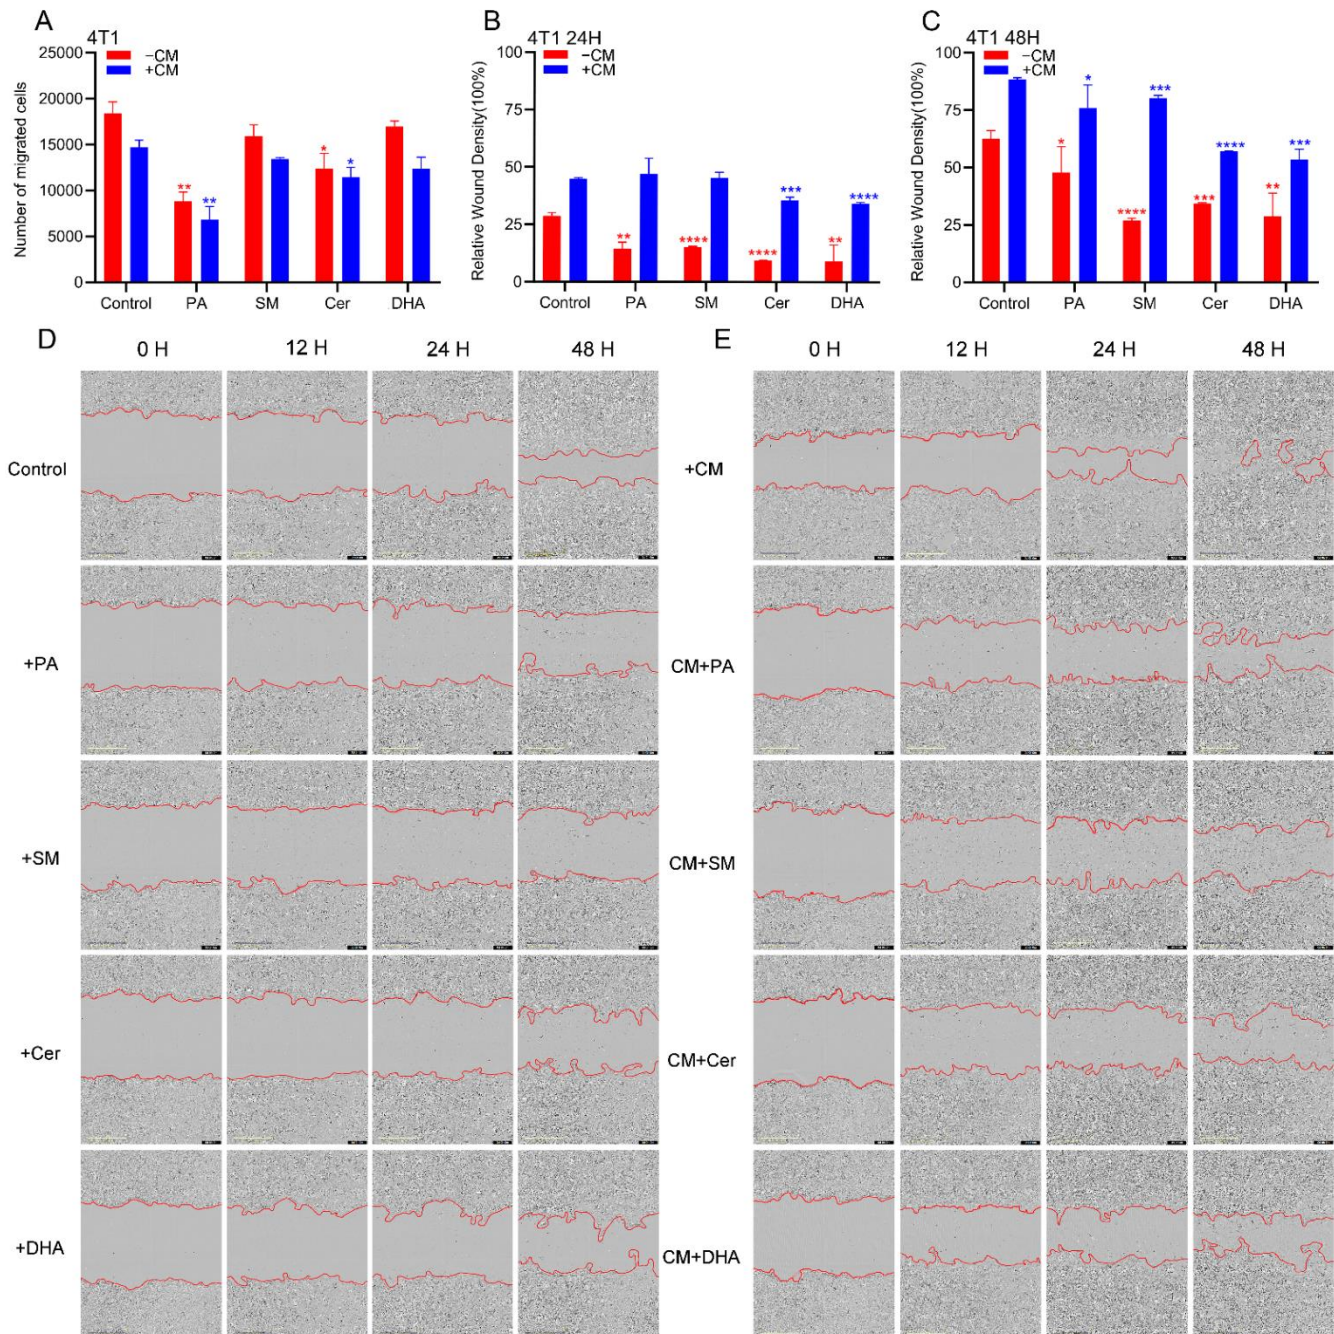 A
4T1
−CM
+CM
Number of migrated cells
25000
20000
15000
10000
5000
0
Control PA SM Cer DHA
** ** * *
B
4T1 24H
−CM
+CM
Relative Wound Density(100%)
100
75
50
25
0
Control PA SM Cer DHA
** **** **** *** ** ****
C
4T1 48H
−CM
+CM
Relative Wound Density(100%)
100
75
50
25
0
Control PA SM Cer DHA
* * **** *** *** **** ** ***
D
0 H 12 H 24 H 48 H
Control
+PA
+SM
+Cer
+DHA
E
0 H 12 H 24 H 48 H
+CM
CM+PA
CM+SM
CM+Cer
CM+DHA